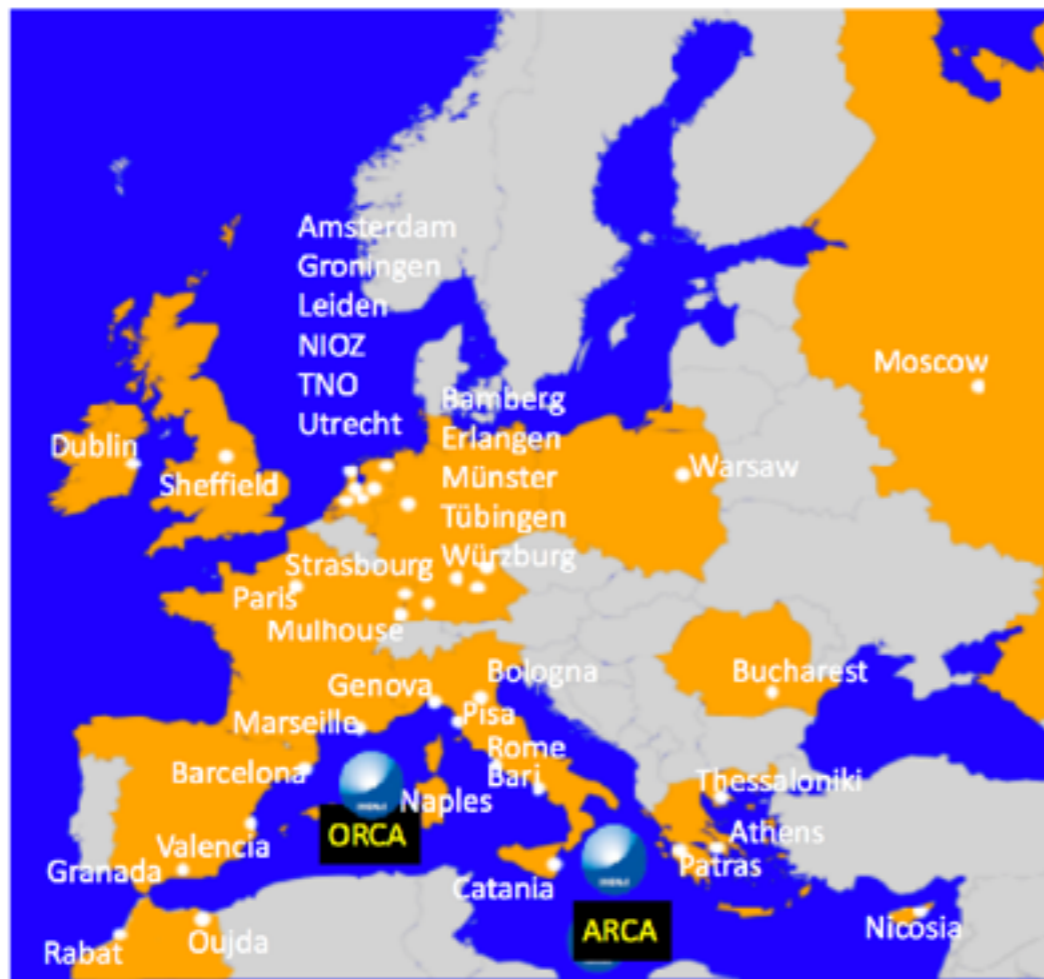 Amsterdam
Groningen
Leiden
NIOZ
TNO
Utrecht
Moscow
Bamberg
Erlangen
Münster
Tübingen
Würzburg
Dublin
Sheffield
Warsaw
Strasbourg
Paris
Mulhouse
Bologna
Bucharest
Genova
Pisa
Marseille
Rome
Barcelona
Bari
Thessaloniki
Naples
ORCA
Athens
Valencia
Patras
Granada
Catania
Nicosia
ARCA
Oujda
Rabat